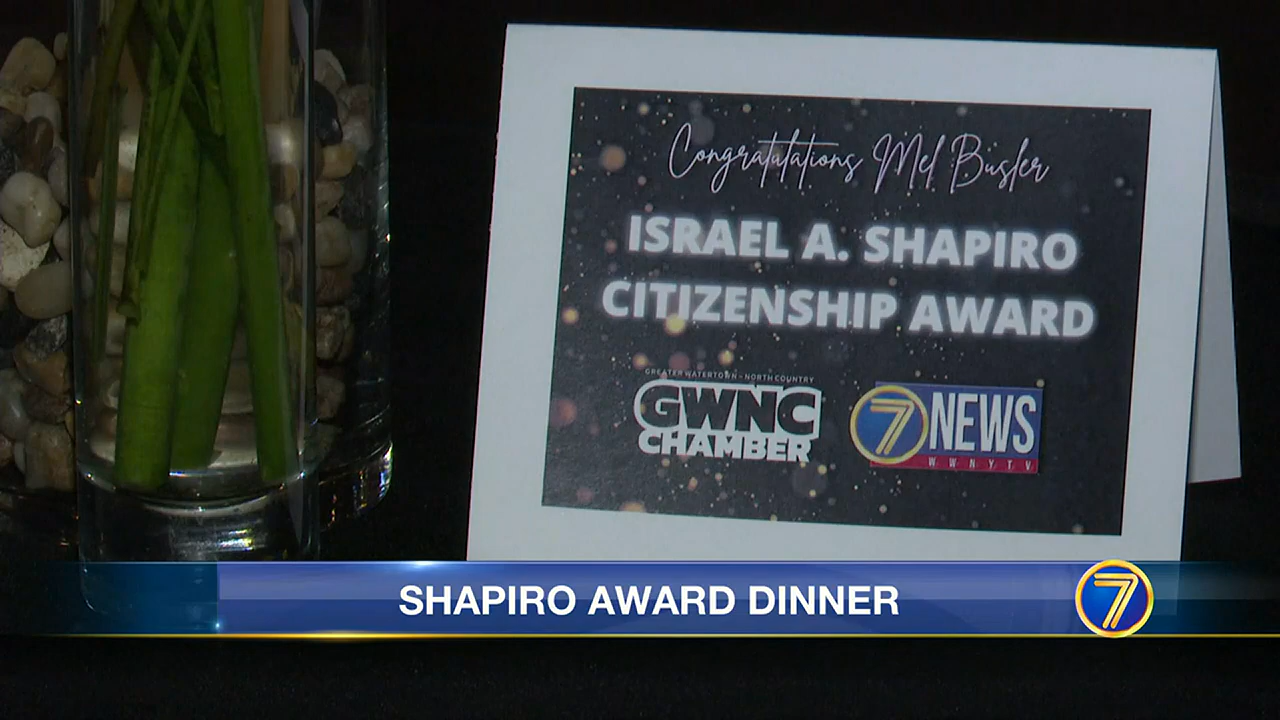 Congratulations Mel Busler
ISRAEL A. SHAPIRO
CITIZENSHIP AWARD
GREATER WATERTOWN - NORTH COUNTRY
GWNC
CHAMBER
7 NEWS
WWNYTV
SHAPIRO AWARD DINNER
7